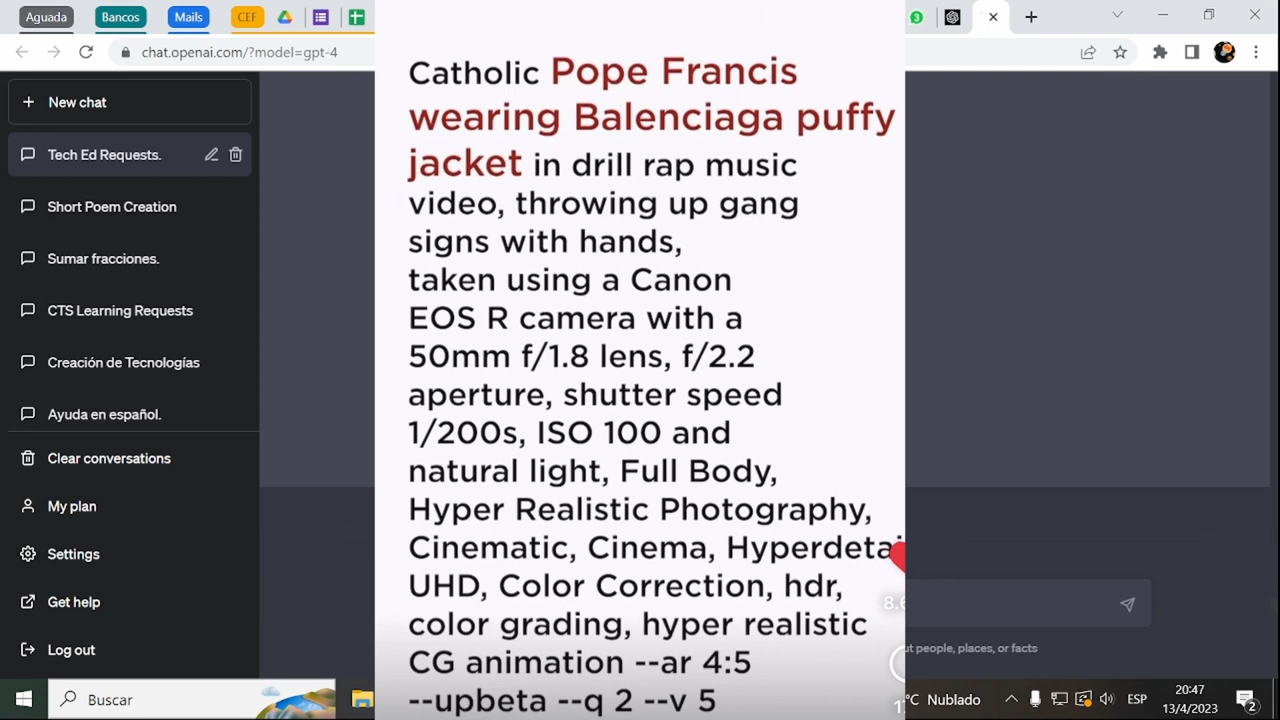 Aguada
Bancos
Mails
CEF
3
chat.openai.com/?model=gpt-4
New chat
Tech Ed Requests.
Short Poem Creation
Sumar fracciones.
CTS Learning Requests
Creación de Tecnologías
Ayuda en español.
Clear conversations
My plan
Settings
Get help
Log out
Buscar
Catholic Pope Francis
wearing Balenciaga puffy
jacket in drill rap music
video, throwing up gang
signs with hands,
taken using a Canon
EOS R camera with a
50mm f/1.8 lens, f/2.2
aperture, shutter speed
1/200s, ISO 100 and
natural light, Full Body,
Hyper Realistic Photography,
Cinematic, Cinema, Hyperdetai
UHD, Color Correction, hdr,
color grading, hyper realistic
CG animation --ar 4:5
--upbeta --q 2 --v 5
ut people, places, or facts
°C Nublado
ESP
20:47
13/4/2023
2